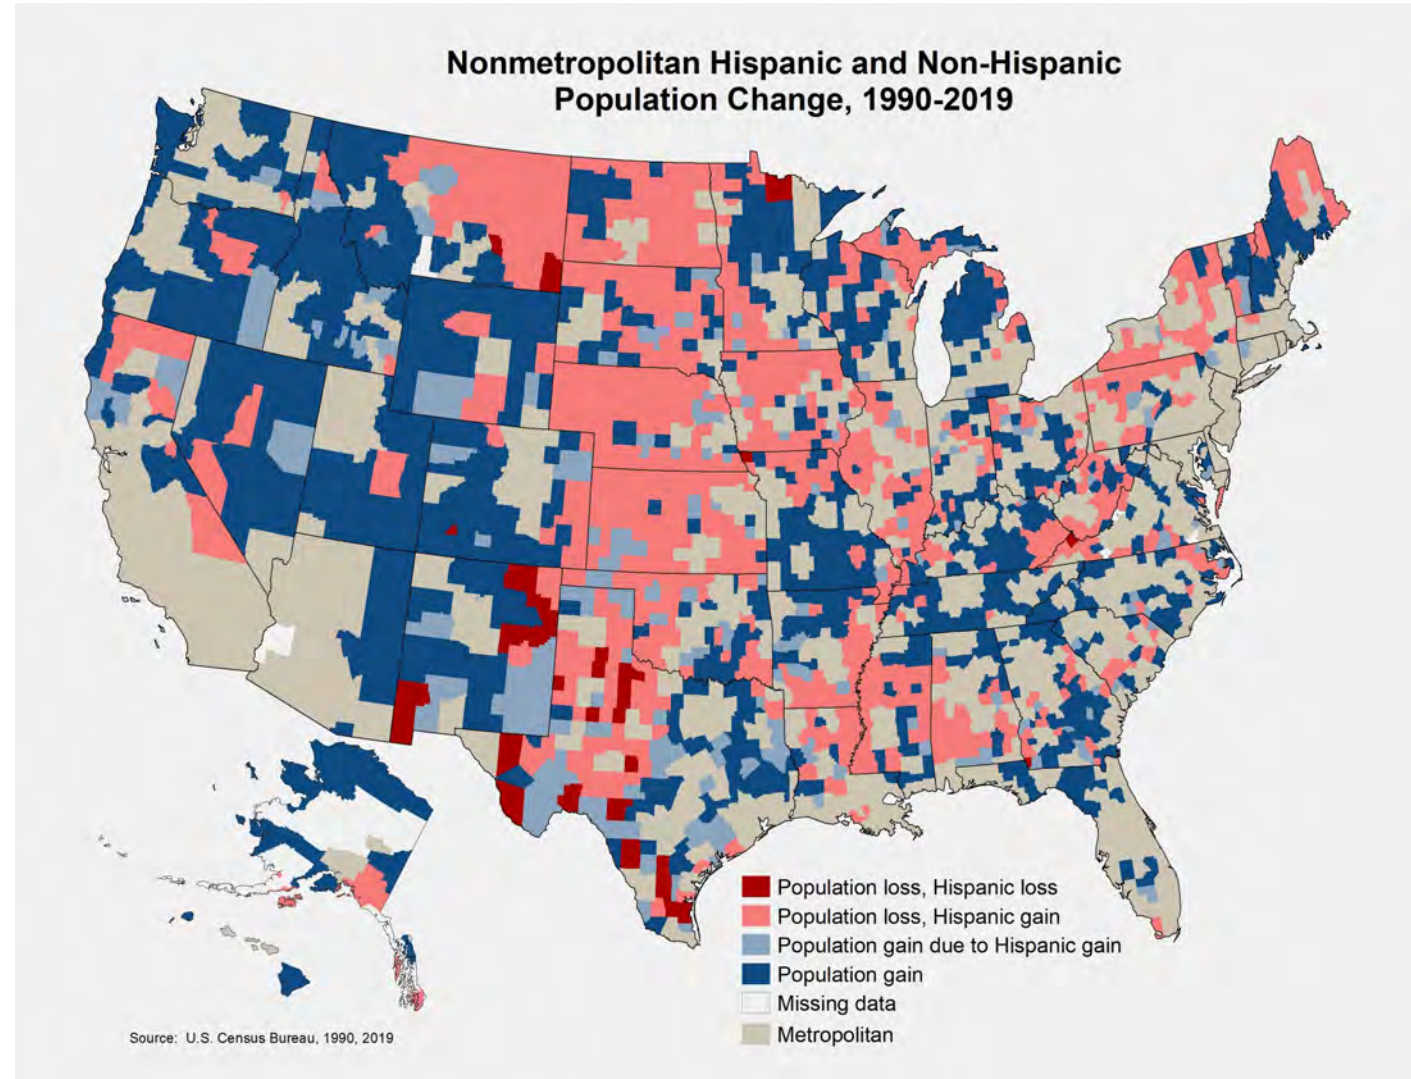 Nonmetropolitan Hispanic and Non-Hispanic
Population Change, 1990-2019
Population loss, Hispanic loss
Population loss, Hispanic gain
Population gain due to Hispanic gain
Population gain
Missing data
Metropolitan
Source:  U.S. Census Bureau, 1990, 2019